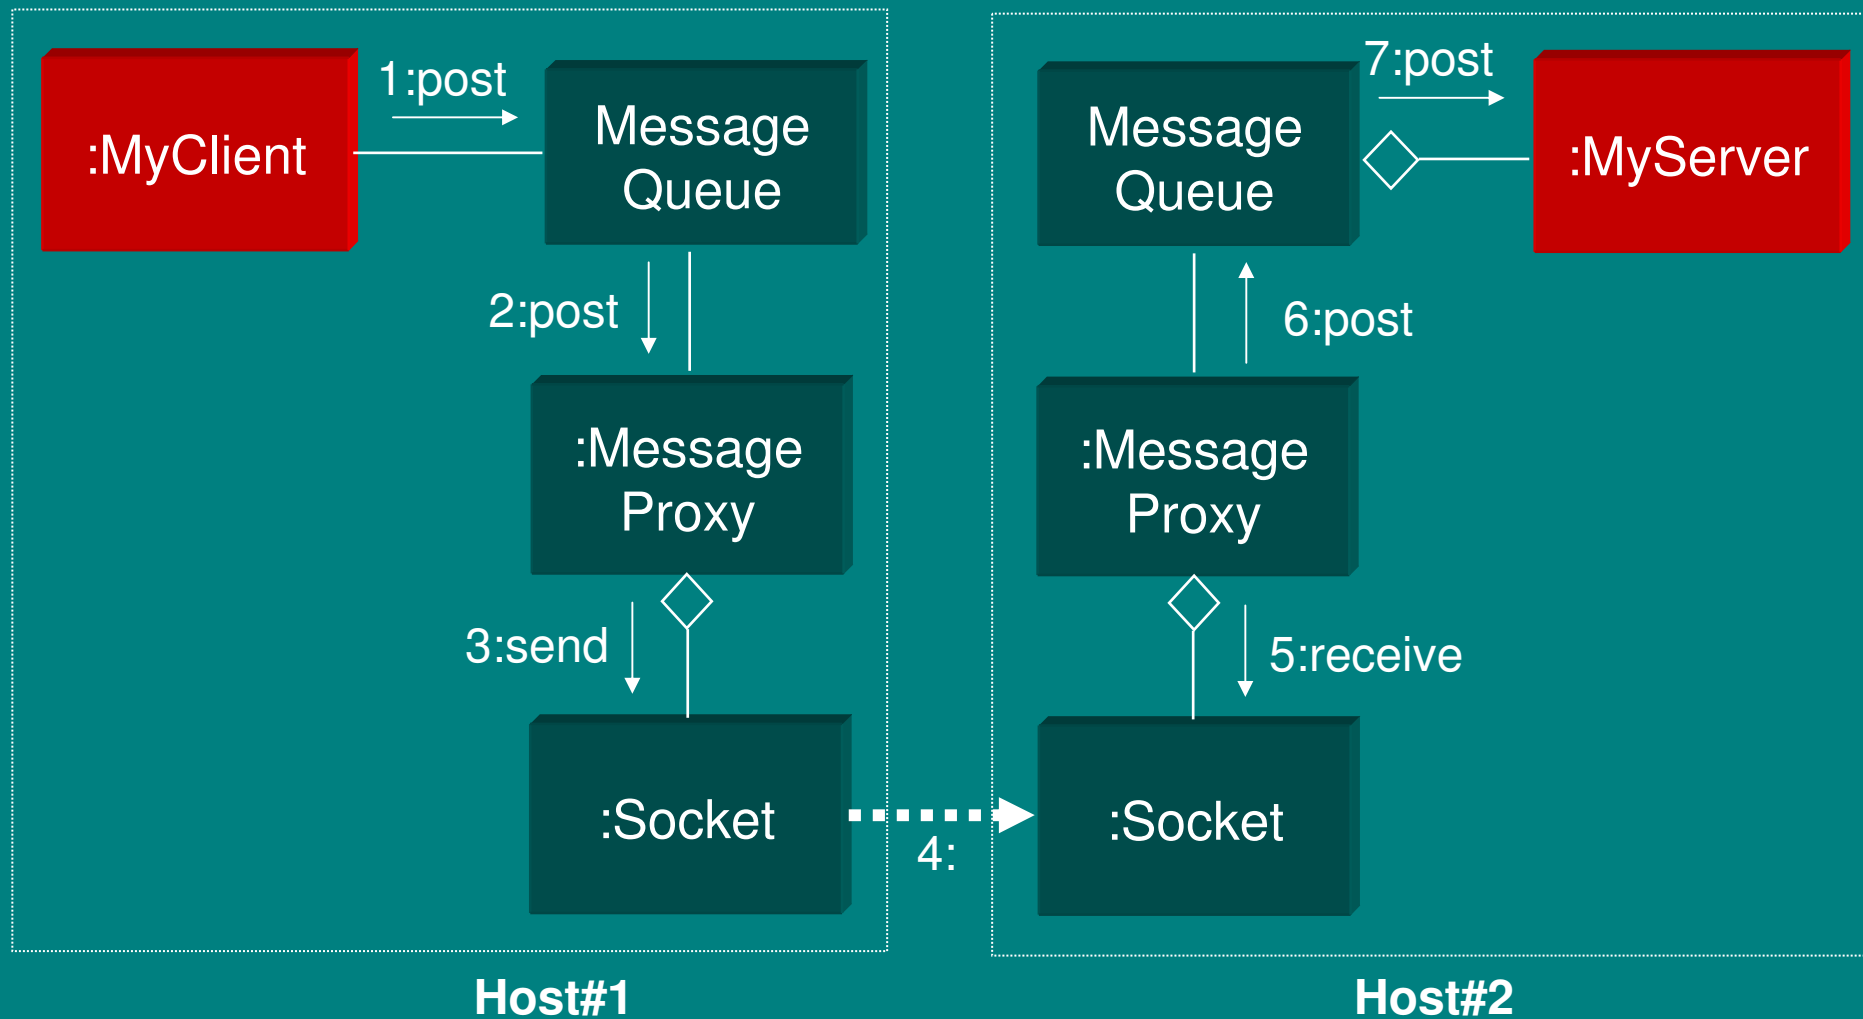 :MyClient
1:post
Message
Queue
2:post
:Message
Proxy
3:send
:Socket
4:
Host#1
Message
Queue
7:post
:MyServer
6:post
:Message
Proxy
5:receive
:Socket
Host#2